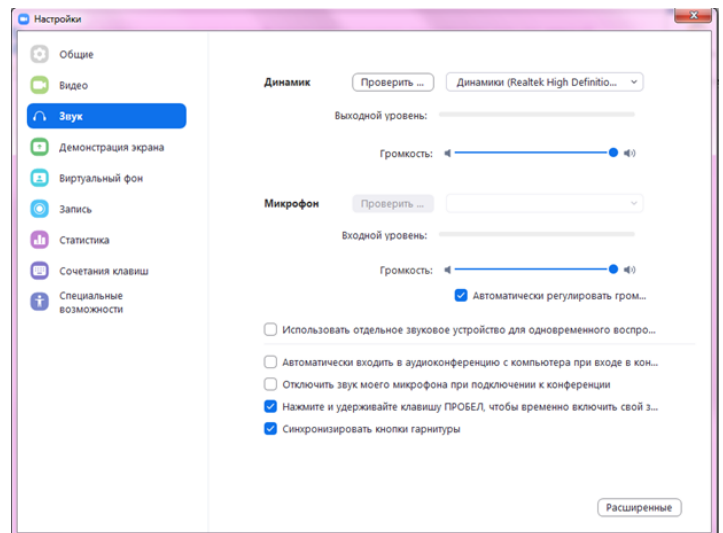 Настройки
Общие
Видео
Звук
Демонстрация экрана
Виртуальный фон
Запись
Статистика
Сочетания клавиш
Специальные
возможности
Динамик Проверить ... Динамики (Realtek High Definitio...
Выходной уровень:
Громкость:
Микрофон Проверить ...
Входной уровень:
Громкость:
Автоматически регулировать гром...
Использовать отдельное звуковое устройство для одновременного воспро...
Автоматически входить в аудиоконференцию с компьютера при входе в кон...
Отключить звук моего микрофона при подключении к конференции
Нажмите и удерживайте клавишу ПРОБЕЛ, чтобы временно включить свой з...
Синхронизировать кнопки гарнитуры
Расширенные